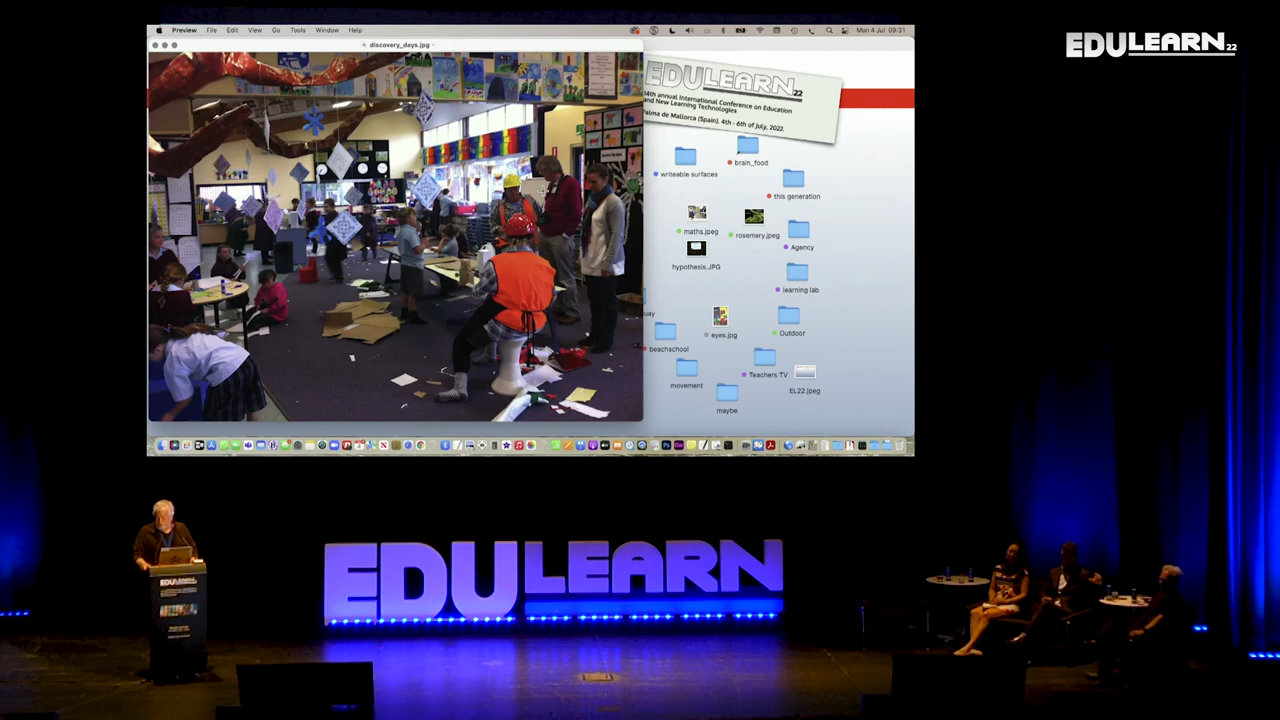 Preview File Edit View Go Tools Window Help
Mon 4 Jul 09:31
discovery_days.jpg
EDULEARN22
EDULEARN22
14th annual International Conference on Education
and New Learning Technologies
Palma de Mallorca (Spain). 4th - 6th of July, 2022.
brain_food
writeable surfaces
this generation
maths.jpeg
rosemary.jpeg
Agency
hypothesis.JPG
learning lab
uay
eyes.jpg
Outdoor
beachschool
Teachers TV
movement
EL22.jpeg
maybe
EDULEARN
EDULEARN